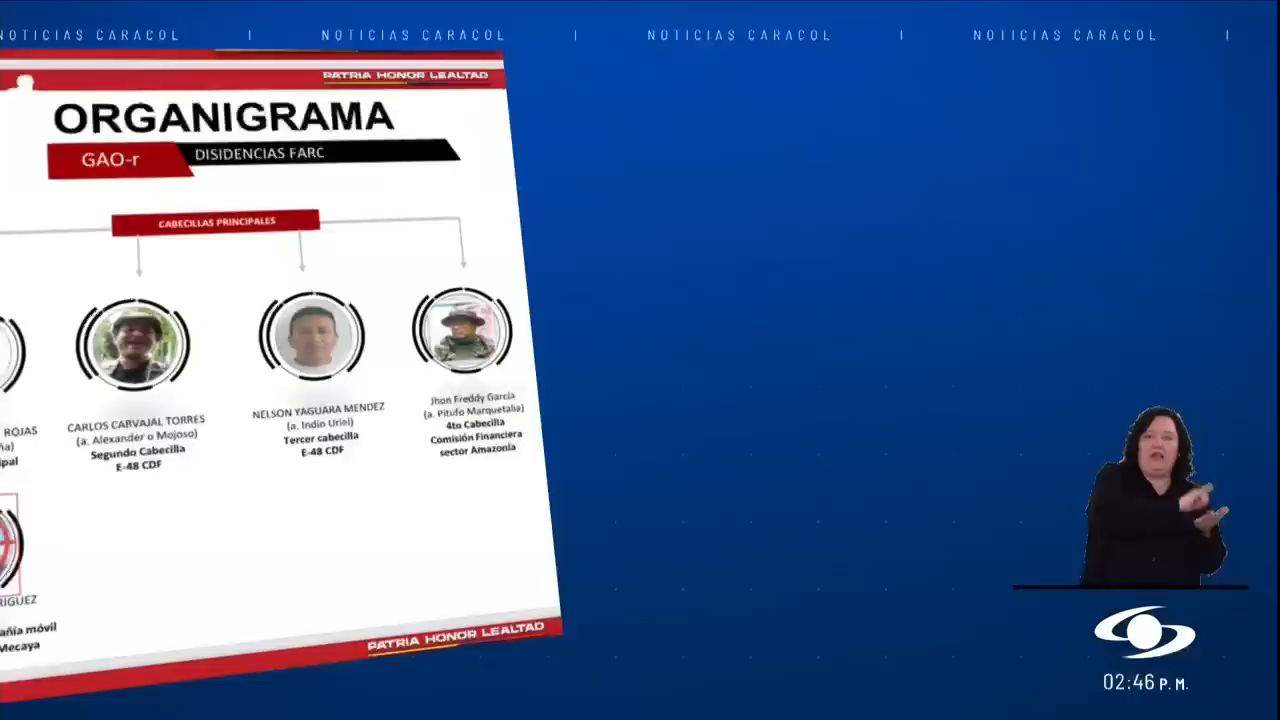 NOTICIAS CARACOL I NOTICIAS CARACOL I NOTICIAS CARACOL I NOTICIAS CARACOL I
PATRIA HONOR LEALTAD
ORGANIGRAMA
GAO-r DISIDENCIAS FARC
CABECILLAS PRINCIPALES
ROJAS
CARLOS CARVAJAL TORRES
(a. Alexander o Mojoso)
Segundo Cabecilla
E-48 CDF
NELSON YAGUARA MENDEZ
(a. Indio Uriel)
Tercer cabecilla
E-48 CDF
Jhon Freddy Garcia
(a. Pitufo Marquetalia)
4to Cabecilla
Comisión Financiera
sector Amazonía
móvil
Mecaya
PATRIA HONOR LEALTAD
02:46 P.M.